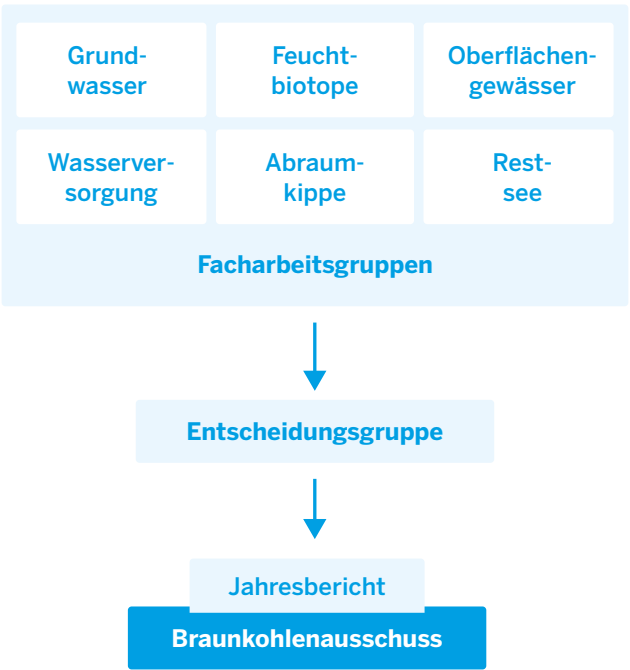 Grund-
wasser
Feucht-
biotope
Oberflächen-
gewässer
Wasserver-
sorgung
Abraum-
kippe
Rest-
see
Facharbeitsgruppen
Entscheidungsgruppe
Jahresbericht
Braunkohlenausschuss